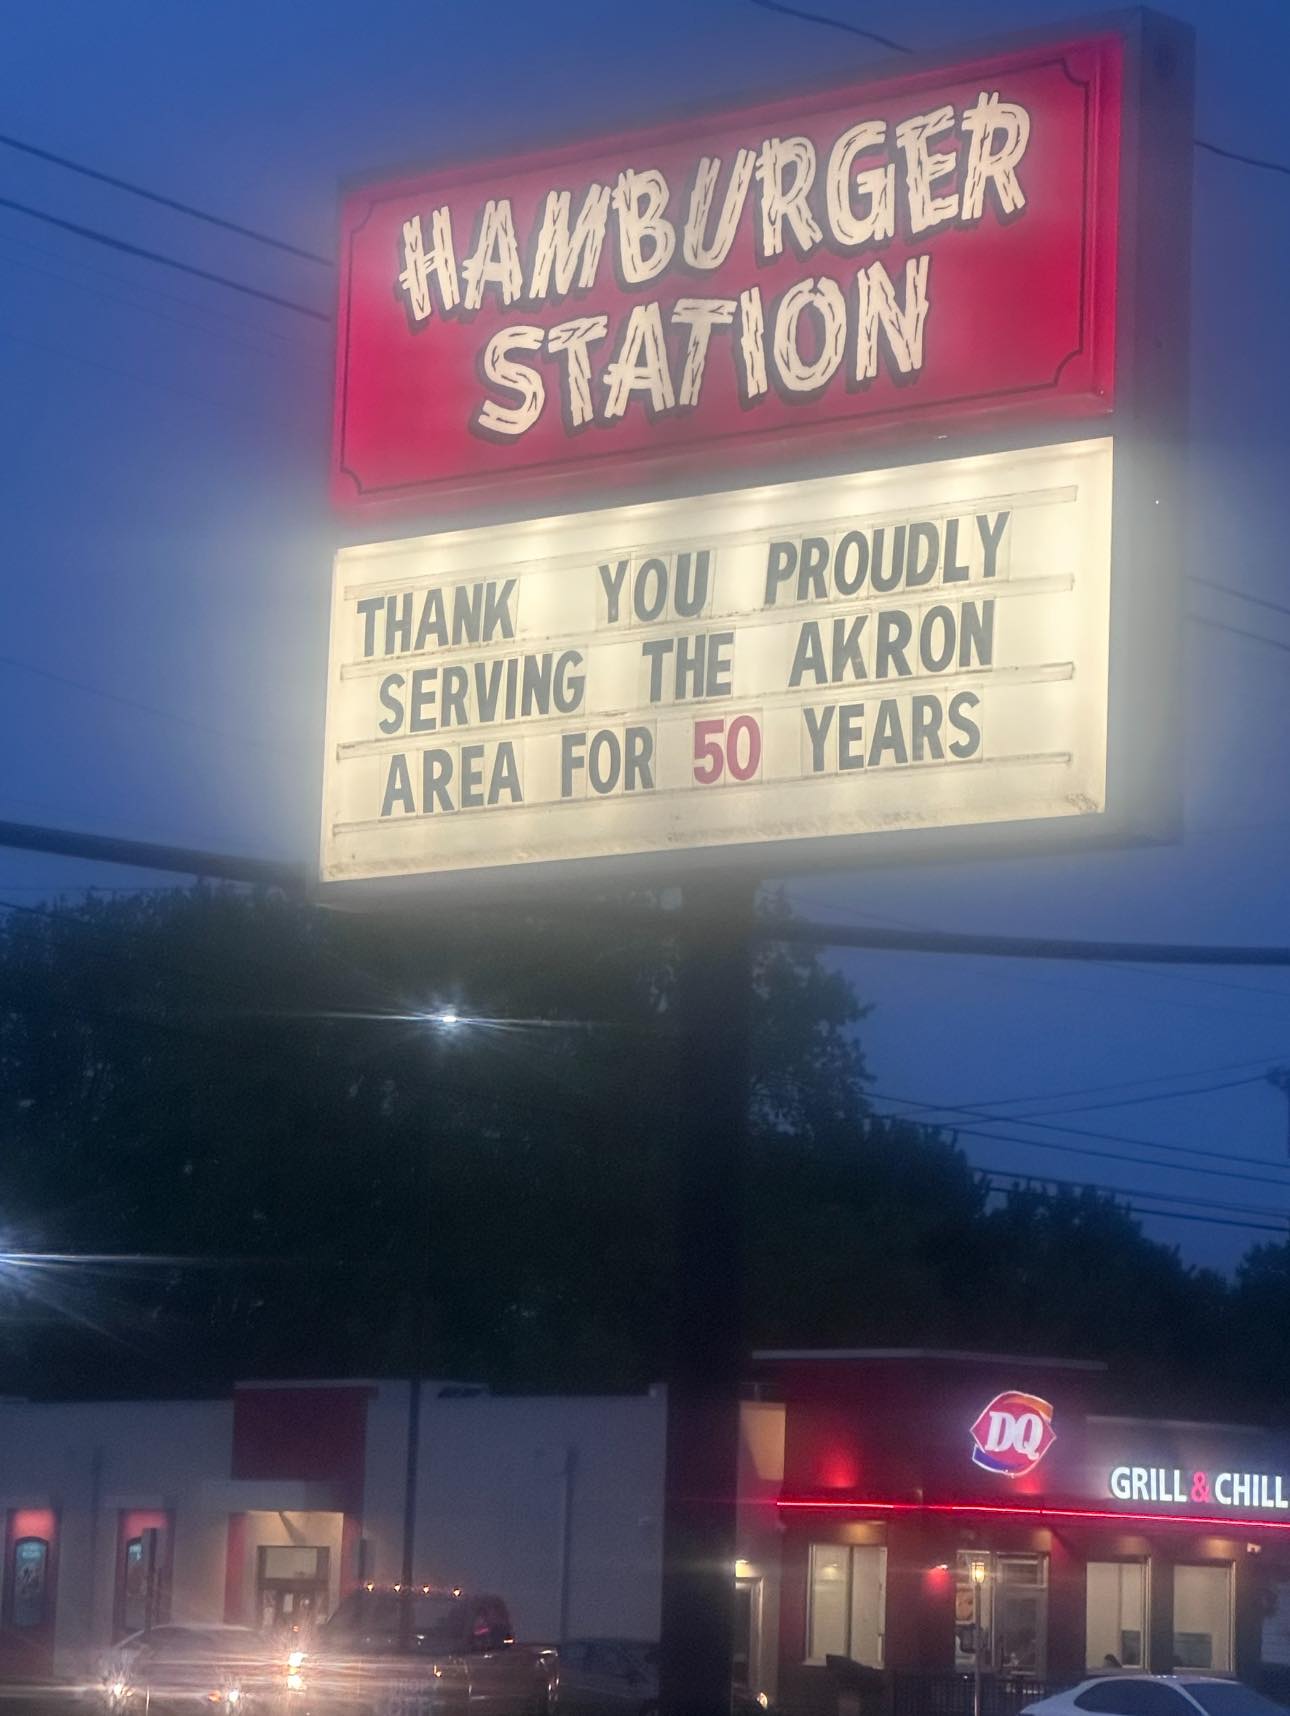 HAMBURGER
STATION
THANK YOU PROUDLY
SERVING THE AKRON
AREA FOR 50 YEARS
DQ
GRILL & CHILL